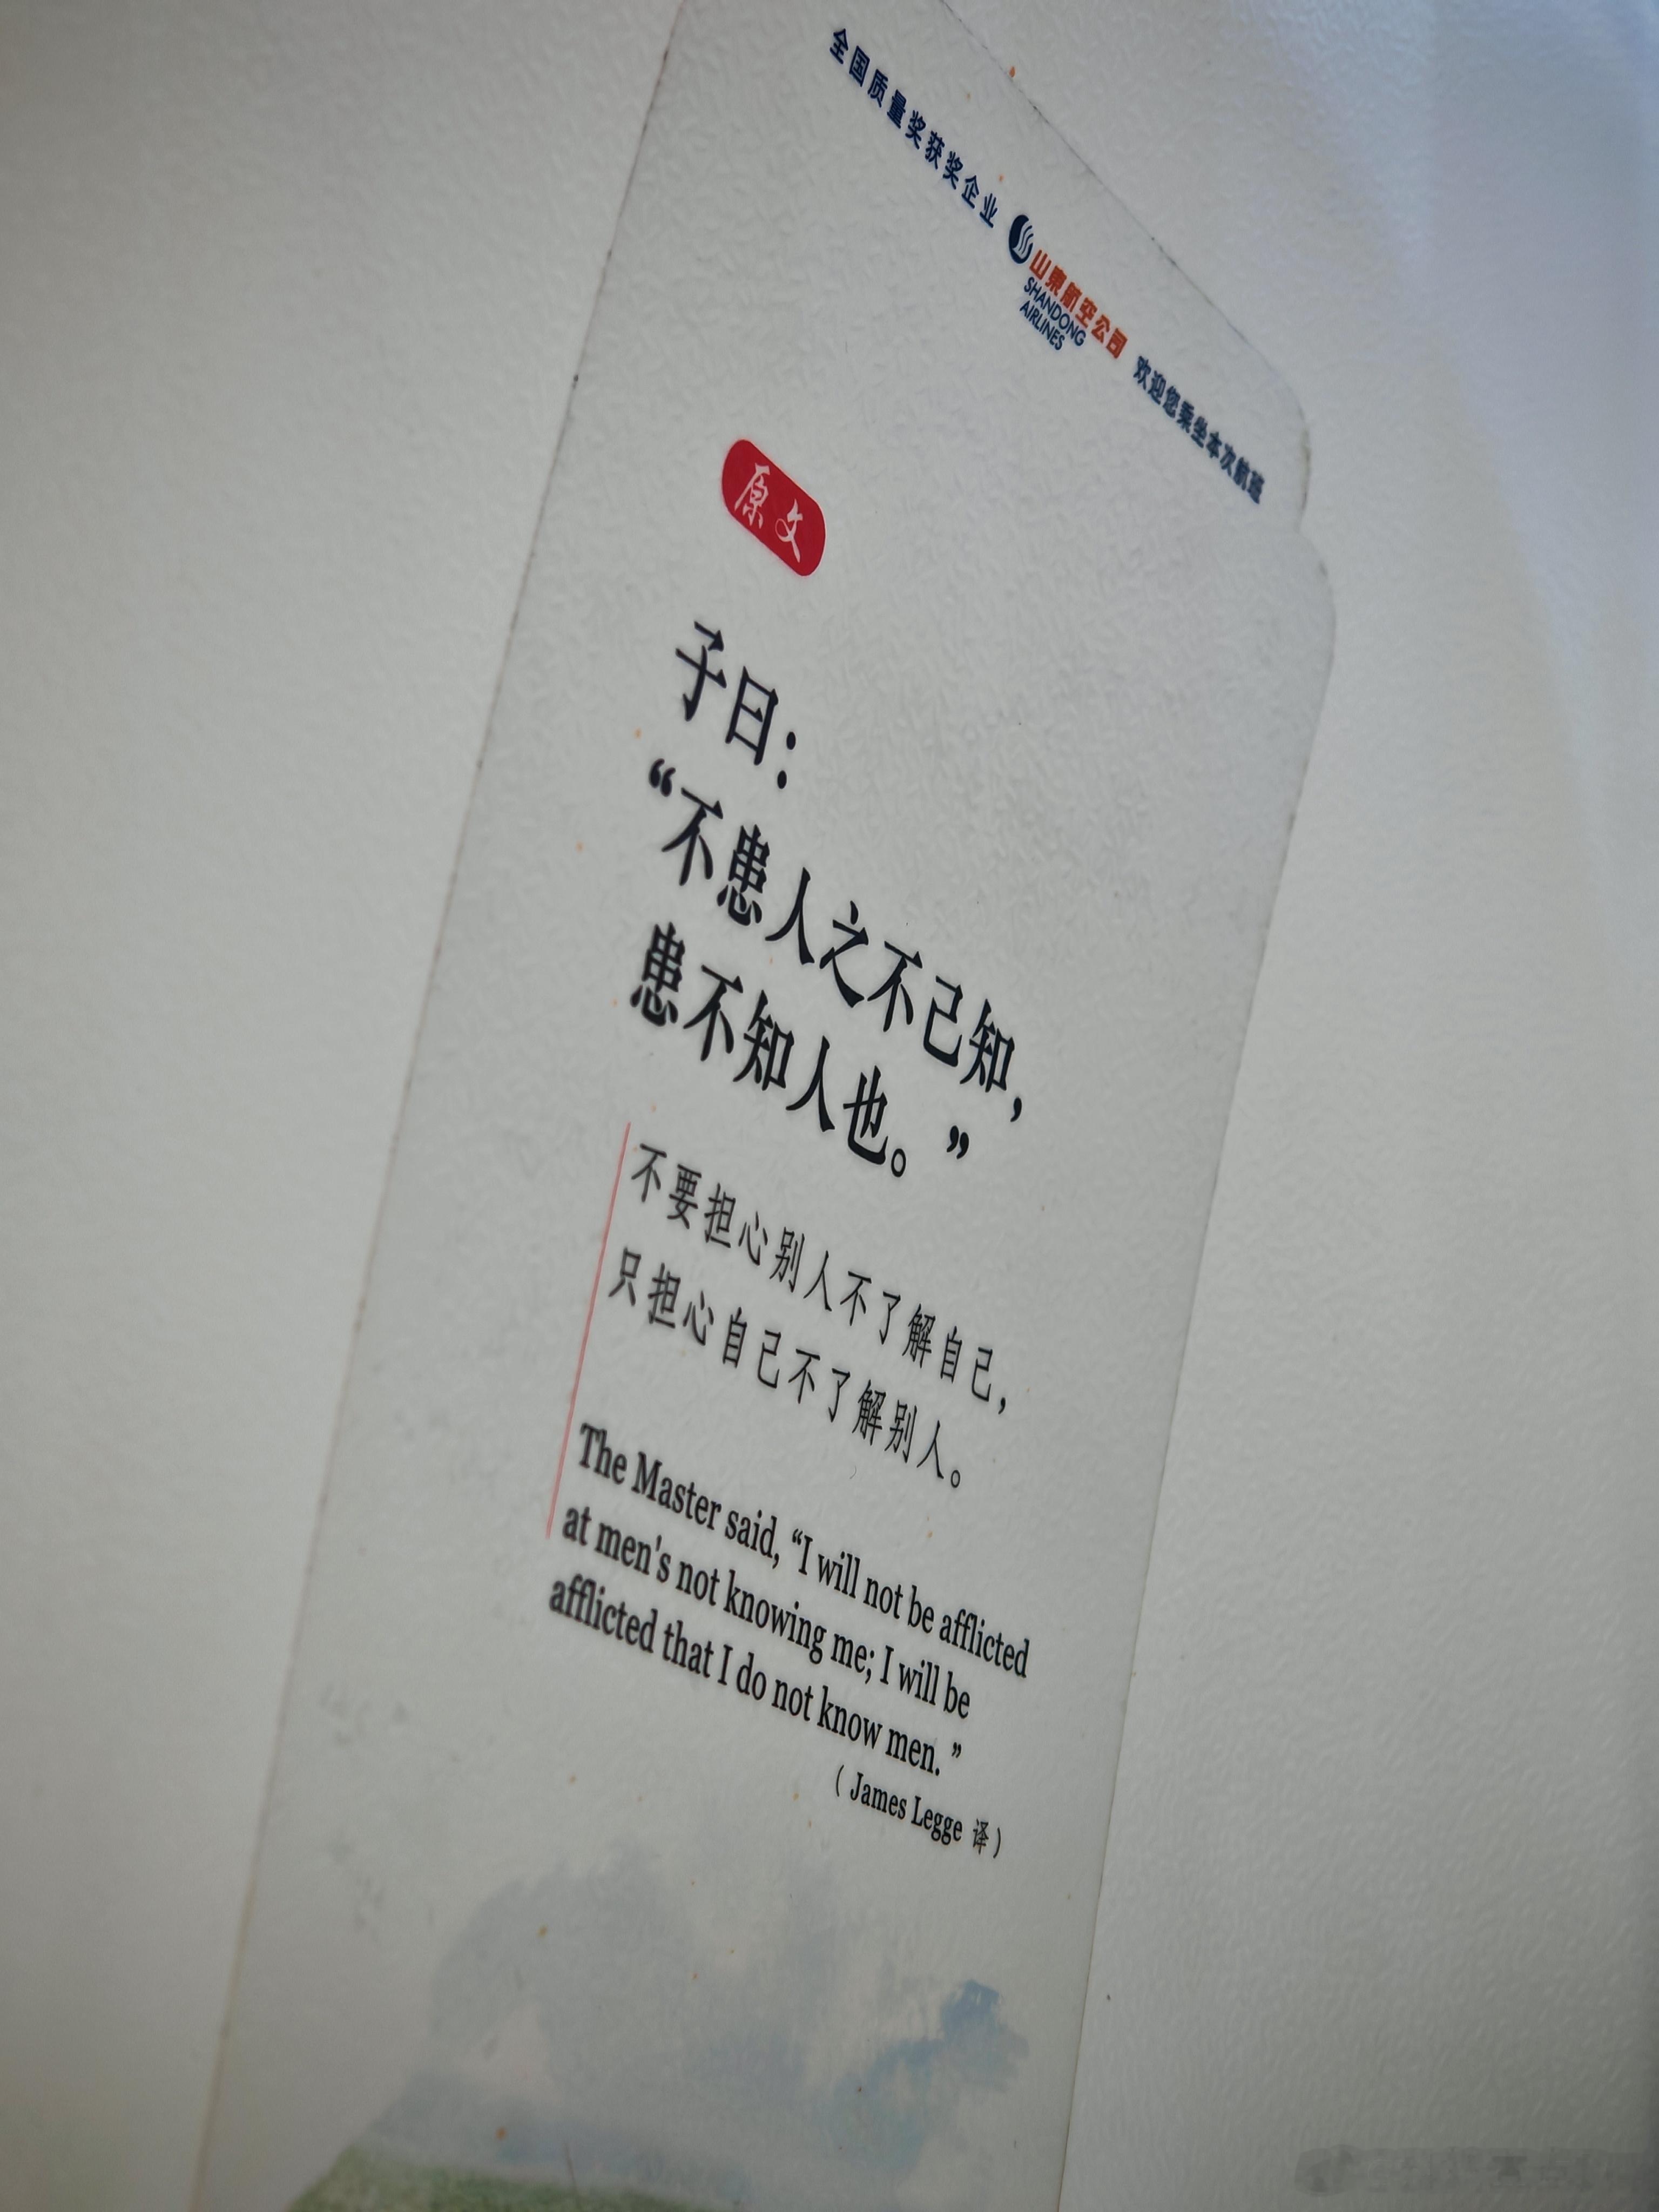 全国质量奖获奖企业 山東航空公司 欢迎您乘坐本次航班
SHANDONG
AIRLINES
原文
子曰：
“不患人之不己知，
患不知人也。”
不要担心别人不了解自己，
只担心自己不了解别人。
The Master said, “I will not be afflicted
at men's not knowing me; I will be
afflicted that I do not know men.”
（James Legge 译）